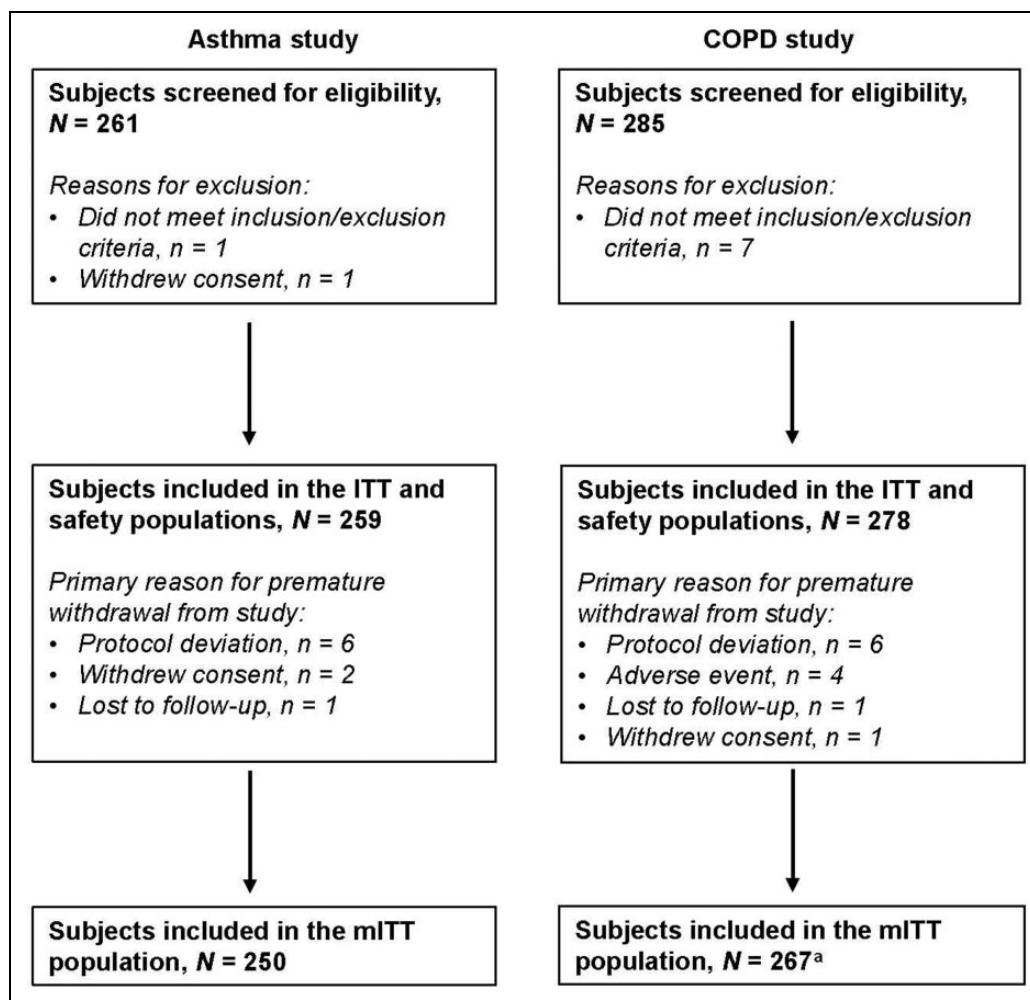 Asthma study
Subjects screened for eligibility,
N = 261
Reasons for exclusion:
• Did not meet inclusion/exclusion
criteria, n = 1
• Withdrew consent, n = 1
Subjects included in the ITT and
safety populations, N = 259
Primary reason for premature
withdrawal from study:
• Protocol deviation, n = 6
• Withdrew consent, n = 2
• Lost to follow-up, n = 1
Subjects included in the mITT
population, N = 250
COPD study
Subjects screened for eligibility,
N = 285
Reasons for exclusion:
• Did not meet inclusion/exclusion
criteria, n = 7
Subjects included in the ITT and
safety populations, N = 278
Primary reason for premature
withdrawal from study:
• Protocol deviation, n = 6
• Adverse event, n = 4
• Lost to follow-up, n = 1
• Withdrew consent, n = 1
Subjects included in the mITT
population, N = 267ᵃ